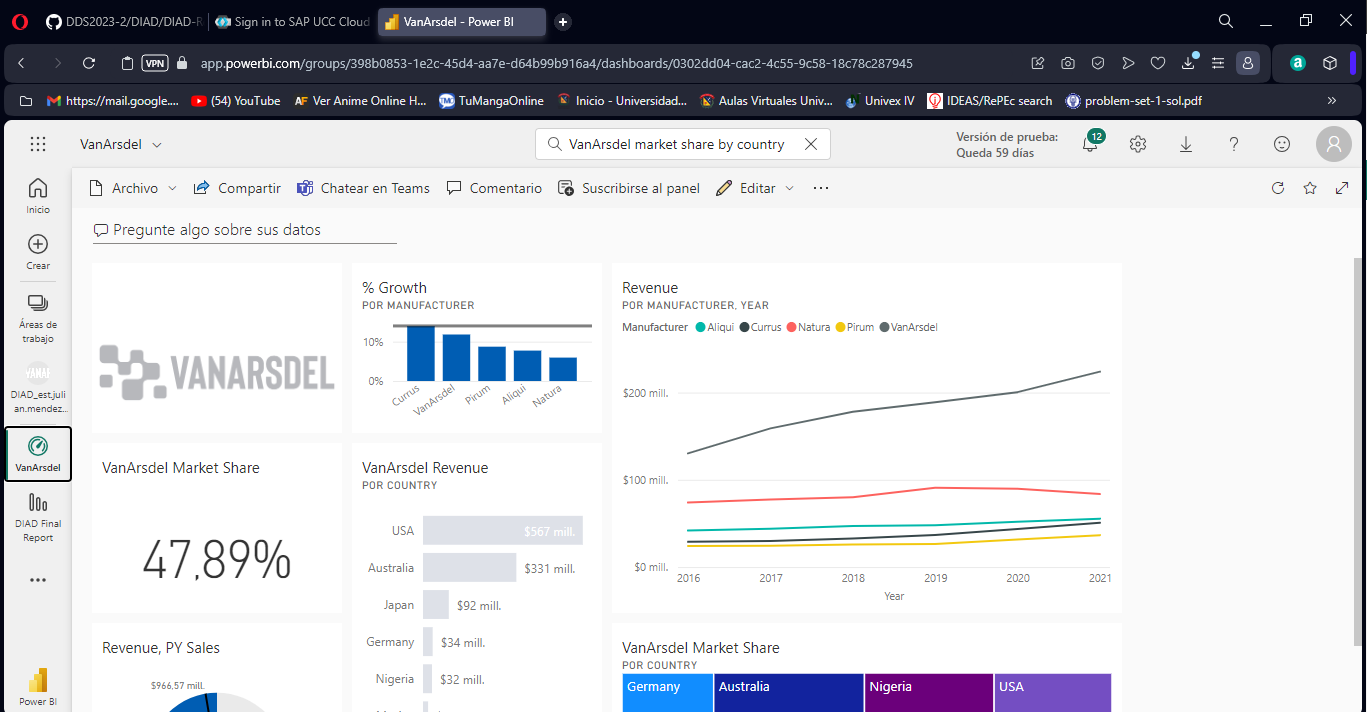 DDS2023-2/DIAD/DIAD-R
Sign in to SAP UCC Cloud
VanArsdel - Power BI
VPN
app.powerbi.com/groups/398b0853-1e2c-45d4-aa7e-d64b99b916a4/dashboards/0302dd04-cac2-4c55-9c58-18c78c287945
a
https://mail.google....
(54) YouTube
AF Ver Anime Online H...
TuMangaOnline
Inicio - Universidad...
Aulas Virtuales Univ...
Univex IV
IDEAS/RePEc search
problem-set-1-sol.pdf
VanArsdel
VanArsdel market share by country
Versión de prueba:
Queda 59 días
12
Inicio
Crear
Áreas de
trabajo
VANAF
DIAD_est.juli
an.mendez...
VanArsdel
DIAD Final
Report
Power BI
Archivo
Compartir
Chatear en Teams
Comentario
Suscribirse al panel
Editar
Pregunte algo sobre sus datos
VANARSDEL
% Growth
POR MANUFACTURER
10%
0%
Currus
VanArsdel
Pirum
Aliqui
Natura
Revenue
POR MANUFACTURER, YEAR
Manufacturer Aliqui Currus Natura Pirum VanArsdel
$200 mill.
$100 mill.
$0 mill.
2016 2017 2018 2019 2020 2021
Year
VanArsdel Market Share
47,89%
VanArsdel Revenue
POR COUNTRY
USA $567 mill.
Australia $331 mill.
Japan $92 mill.
Germany $34 mill.
Nigeria $32 mill.
Revenue, PY Sales
$966,57 mill.
VanArsdel Market Share
POR COUNTRY
Germany
Australia
Nigeria
USA